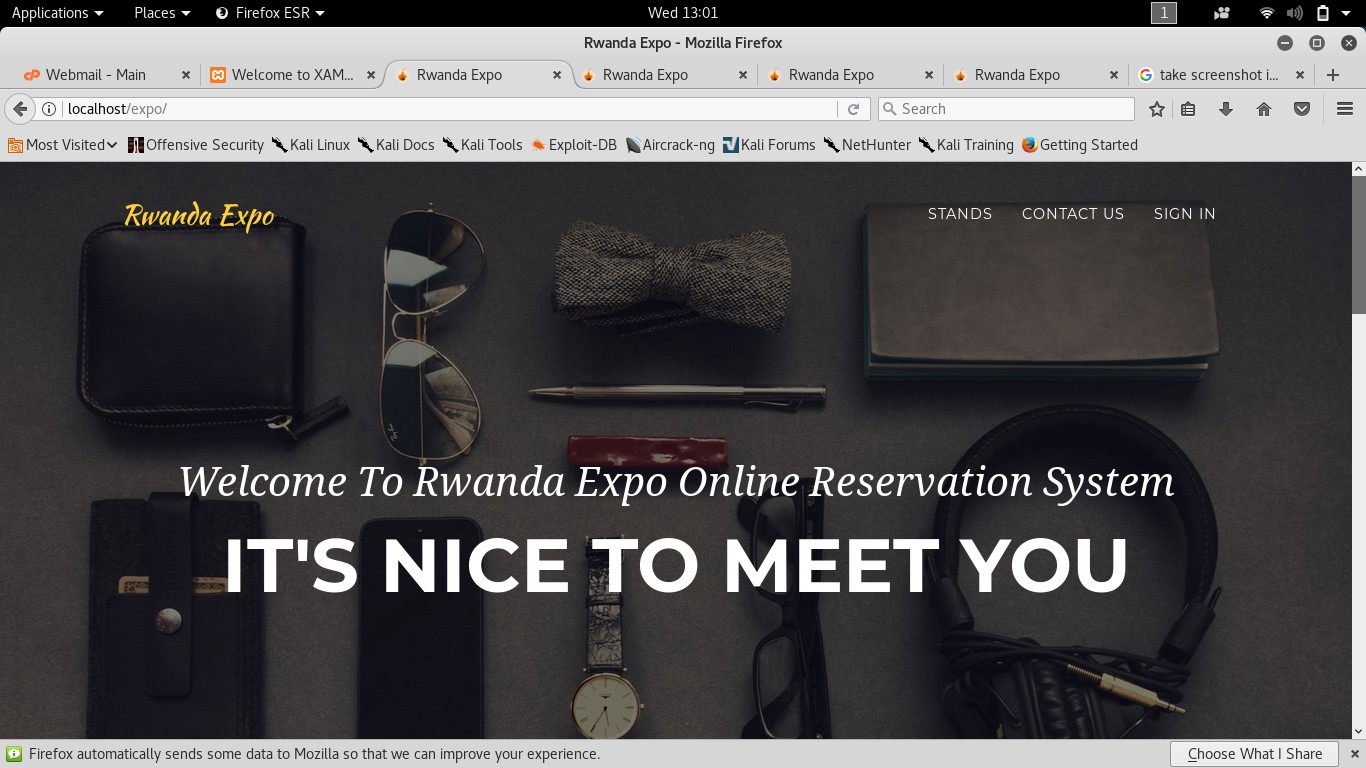 Applications Places Firefox ESR Wed 13:01 1
Rwanda Expo - Mozilla Firefox
Webmail - Main Welcome to XAM... Rwanda Expo Rwanda Expo Rwanda Expo Rwanda Expo take screenshot i...
localhost/expo/ Search
Most Visited Offensive Security Kali Linux Kali Docs Kali Tools Exploit-DB Aircrack-ng Kali Forums NetHunter Kali Training Getting Started
Rwanda Expo STANDS CONTACT US SIGN IN
Welcome To Rwanda Expo Online Reservation System
IT'S NICE TO MEET YOU
Firefox automatically sends some data to Mozilla so that we can improve your experience. Choose What I Share